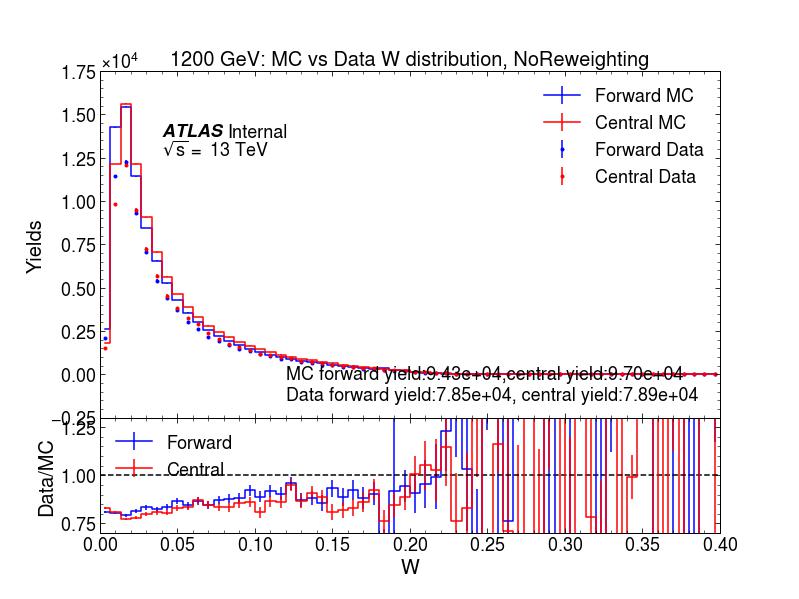 ×10⁴ 1200 GeV: MC vs Data W distribution, NoReweighting
1.75
1.50
1.25
1.00
0.75
0.50
0.25
0.00
−0.25
Yields
ATLAS Internal
√s = 13 TeV
Forward MC
Central MC
Forward Data
Central Data
MC forward yield:9.43e+04,central yield:9.70e+04
Data forward yield:7.85e+04, central yield:7.89e+04
1.25
1.00
0.75
Data/MC
Forward
Central
0.00 0.05 0.10 0.15 0.20 0.25 0.30 0.35 0.40
W